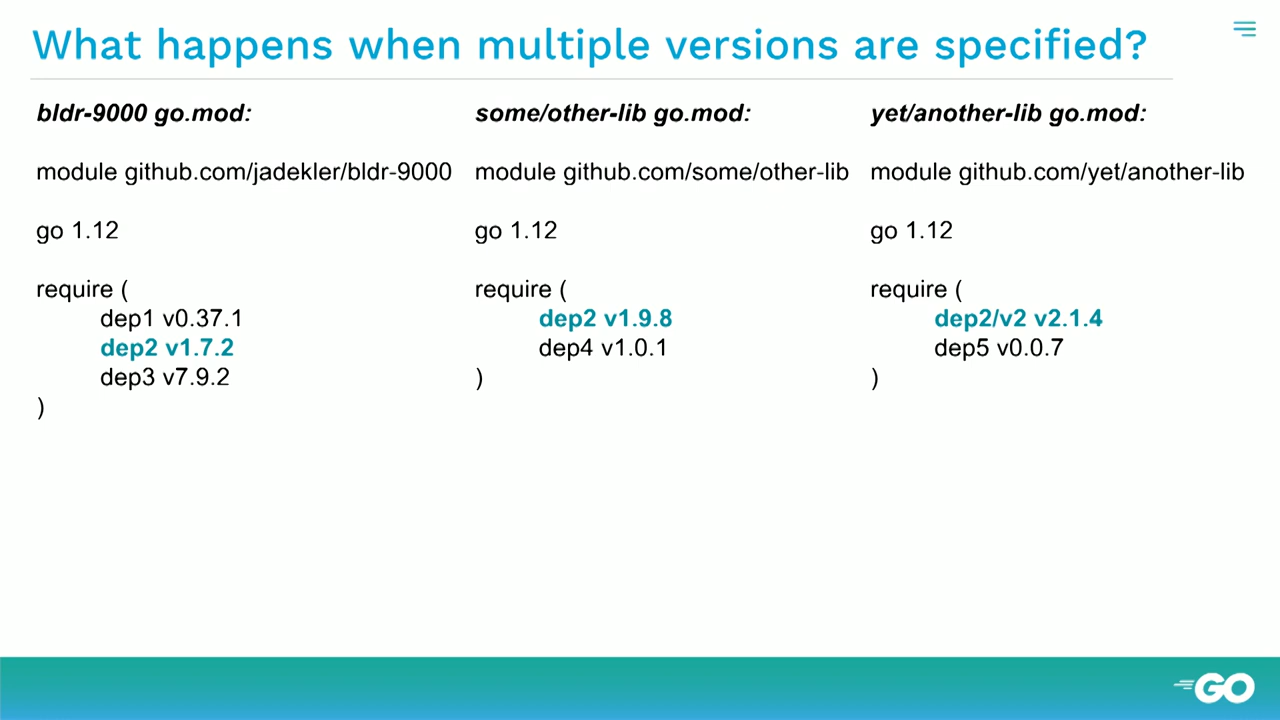 What happens when multiple versions are specified?
bldr-9000 go.mod:
module github.com/jadekler/bldr-9000
go 1.12
require (
dep1 v0.37.1
dep2 v1.7.2
dep3 v7.9.2
)
some/other-lib go.mod:
module github.com/some/other-lib
go 1.12
require (
dep2 v1.9.8
dep4 v1.0.1
)
yet/another-lib go.mod:
module github.com/yet/another-lib
go 1.12
require (
dep2/v2 v2.1.4
dep5 v0.0.7
)
GO